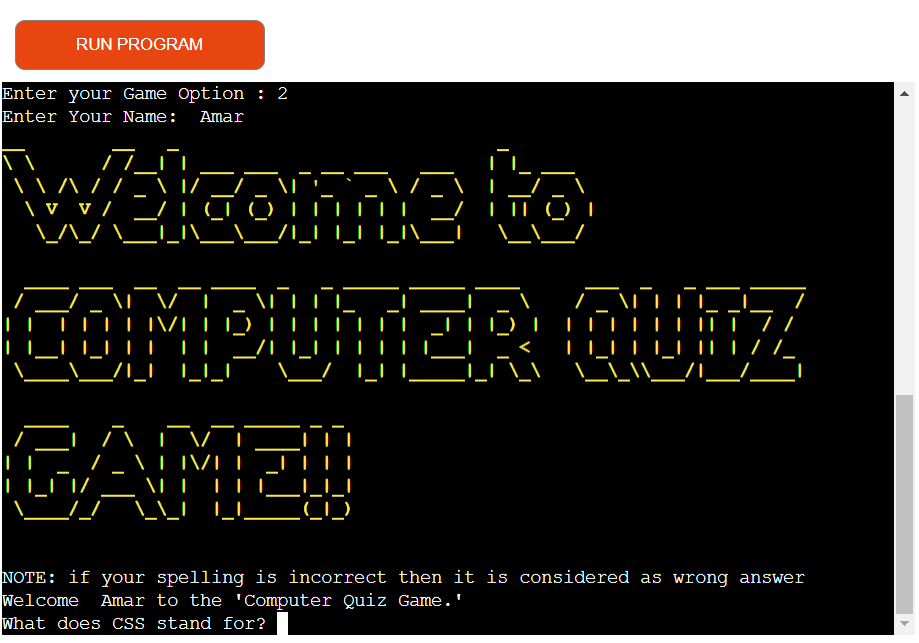 RUN PROGRAM
Enter your Game Option : 2
Enter Your Name:  Amar
Welcome to
COMPUTER QUIZ
GAME!!
NOTE: if your spelling is incorrect then it is considered as wrong answer
Welcome  Amar to the 'Computer Quiz Game.'
What does CSS stand for?